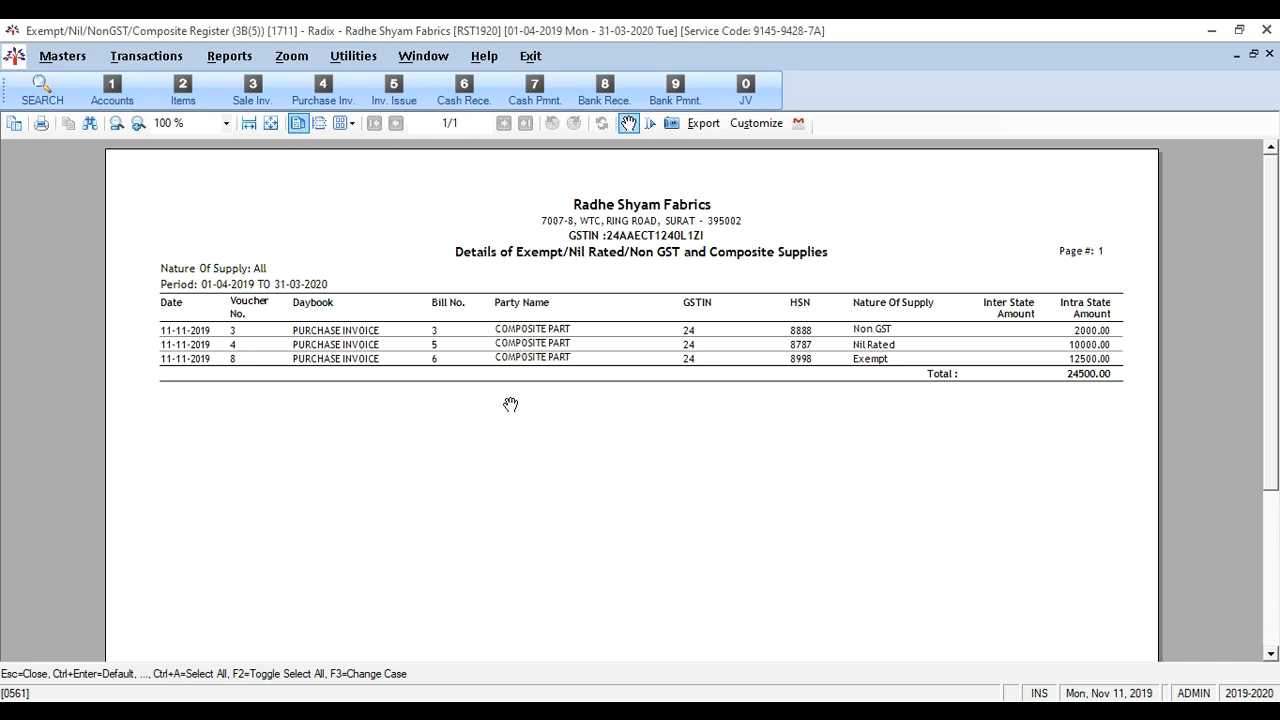 Exempt/Nil/NonGST/Composite Register (3B(5)) [1711] - Radix - Radhe Shyam Fabrics [RST1920] [01-04-2019 Mon - 31-03-2020 Tue] [Service Code: 9145-9428-7A]
Masters Transactions Reports Zoom Utilities Window Help Exit
1 2 3 4 5 6 7 8 9 0
SEARCH Accounts Items Sale Inv. Purchase Inv. Inv. Issue Cash Rece. Cash Pmnt. Bank Rece. Bank Pmnt. JV
100 % 1/1 Export Customize
Radhe Shyam Fabrics
7007-8, WTC, RING ROAD, SURAT - 395002
GSTIN :24AAECT1240L1ZI
Details of Exempt/Nil Rated/Non GST and Composite Supplies Page #: 1
Nature Of Supply: All
Period: 01-04-2019 TO 31-03-2020
Date Voucher No. Daybook Bill No. Party Name GSTIN HSN Nature Of Supply Inter State Amount Intra State Amount
11-11-2019 3 PURCHASE INVOICE 3 COMPOSITE PART 24 8888 Non GST 2000.00
11-11-2019 4 PURCHASE INVOICE 5 COMPOSITE PART 24 8787 Nil Rated 10000.00
11-11-2019 8 PURCHASE INVOICE 6 COMPOSITE PART 24 8998 Exempt 12500.00
Total : 24500.00
Esc=Close, Ctrl+Enter=Default, ..., Ctrl+A=Select All, F2=Toggle Select All, F3=Change Case
[0561] INS Mon, Nov 11, 2019 ADMIN 2019-2020